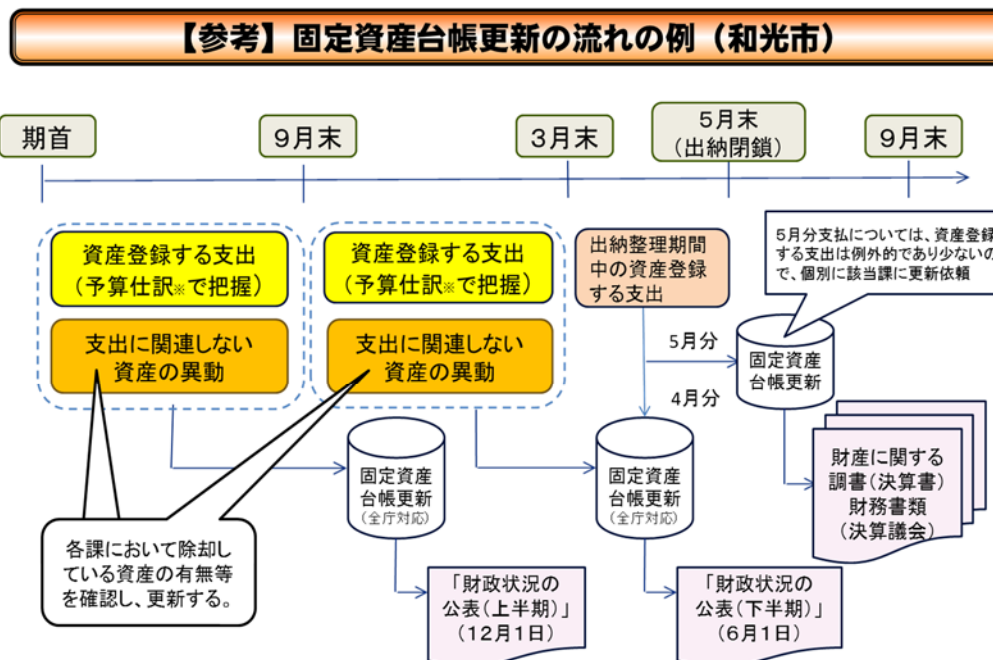 【参考】固定資産台帳更新の流れの例（和光市）
期首
9月末
3月末
5月末
（出納閉鎖）
9月末
資産登録する支出
（予算仕訳※で把握）
支出に関連しない
資産の異動
資産登録する支出
（予算仕訳※で把握）
支出に関連しない
資産の異動
出納整理期間
中の資産登録
する支出
5月分支払については、資産登録
する支出は例外的であり少ないの
で、個別に該当課に更新依頼
5月分
4月分
固定資産
台帳更新
固定資産
台帳更新
（全庁対応）
固定資産
台帳更新
（全庁対応）
財産に関する
調書（決算書）
財務書類
（決算議会）
各課において除却し
ている資産の有無等
を確認し、更新する。
「財政状況の
公表（上半期）」
（12月1日）
「財政状況の
公表（下半期）」
（6月1日）